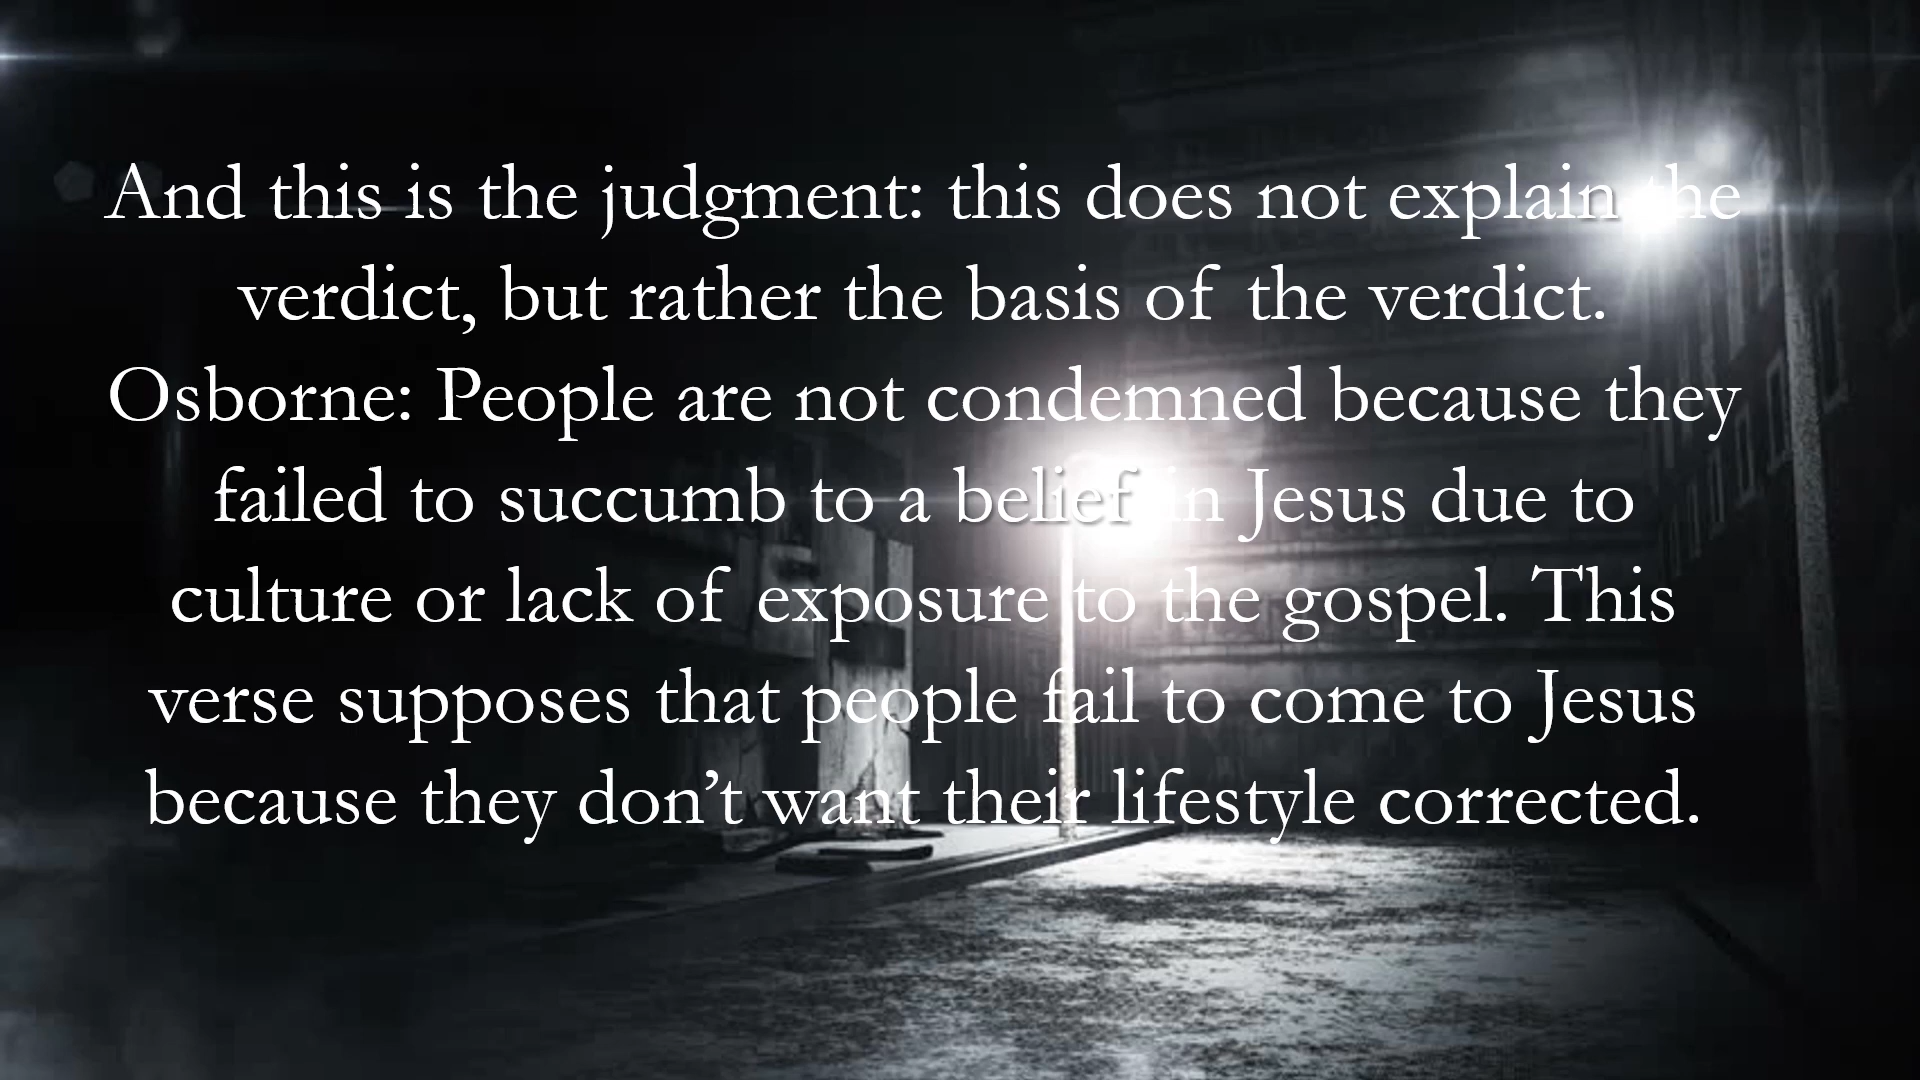 And this is the judgment: this does not explain the
verdict, but rather the basis of the verdict.
Osborne: People are not condemned because they
failed to succumb to a belief in Jesus due to
culture or lack of exposure to the gospel. This
verse supposes that people fail to come to Jesus
because they don’t want their lifestyle corrected.